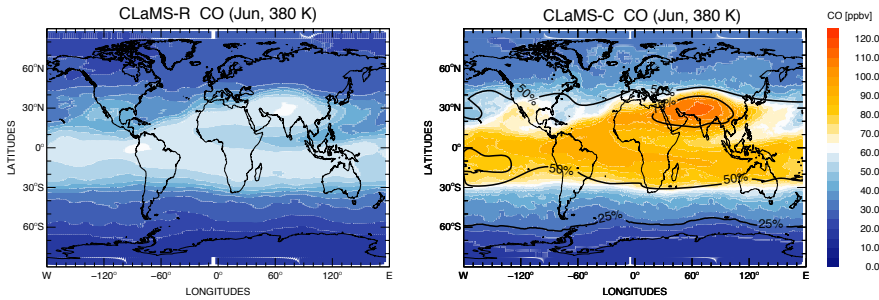 CLaMS-R CO (Jun, 380 K)
CLaMS-C CO (Jun, 380 K)
CO [ppbv]
LATITUDES
60°N
30°N
0°
30°S
60°S
W
−120°
−60°
0°
60°
120°
E
LONGITUDES
LATITUDES
60°N
30°N
0°
30°S
60°S
50%
50%
50%
50%
25%
25%
W
−120°
−60°
0°
60°
120°
E
LONGITUDES
120.0
110.0
100.0
90.0
80.0
70.0
60.0
50.0
40.0
30.0
20.0
10.0
0.0